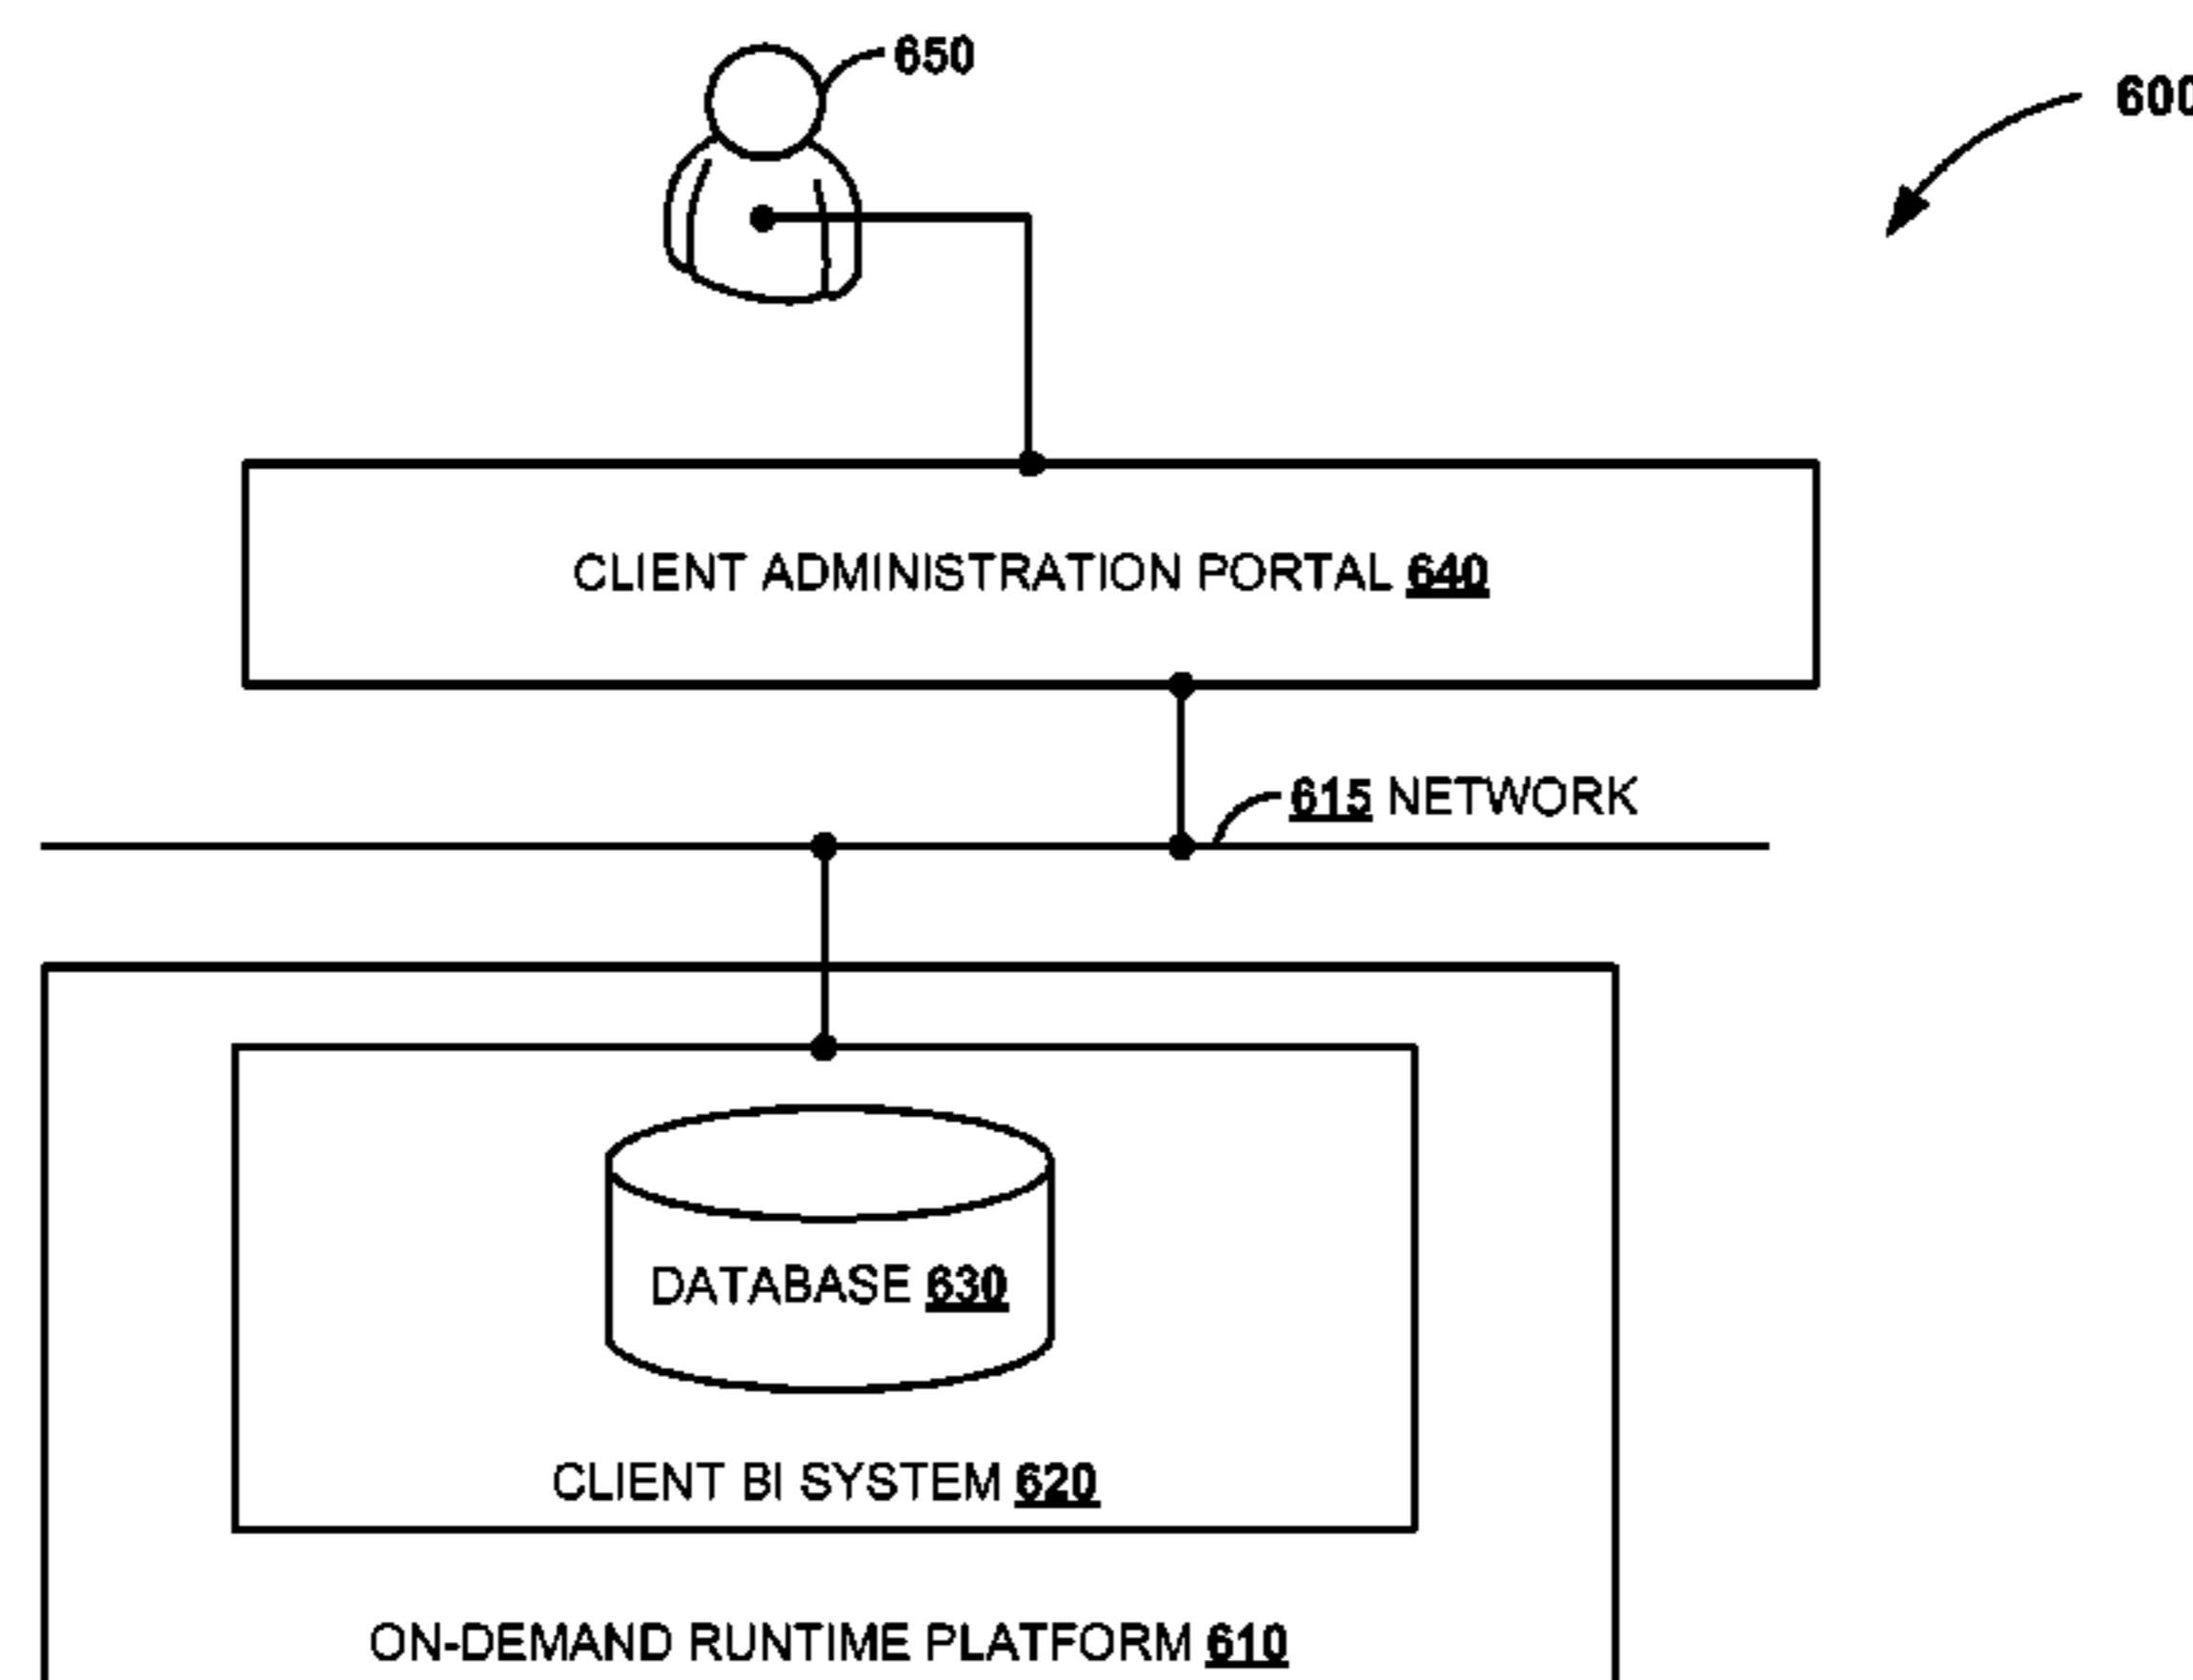 650
600
CLIENT ADMINISTRATION PORTAL 640
615 NETWORK
DATABASE 630
CLIENT BI SYSTEM 620
ON-DEMAND RUNTIME PLATFORM 610